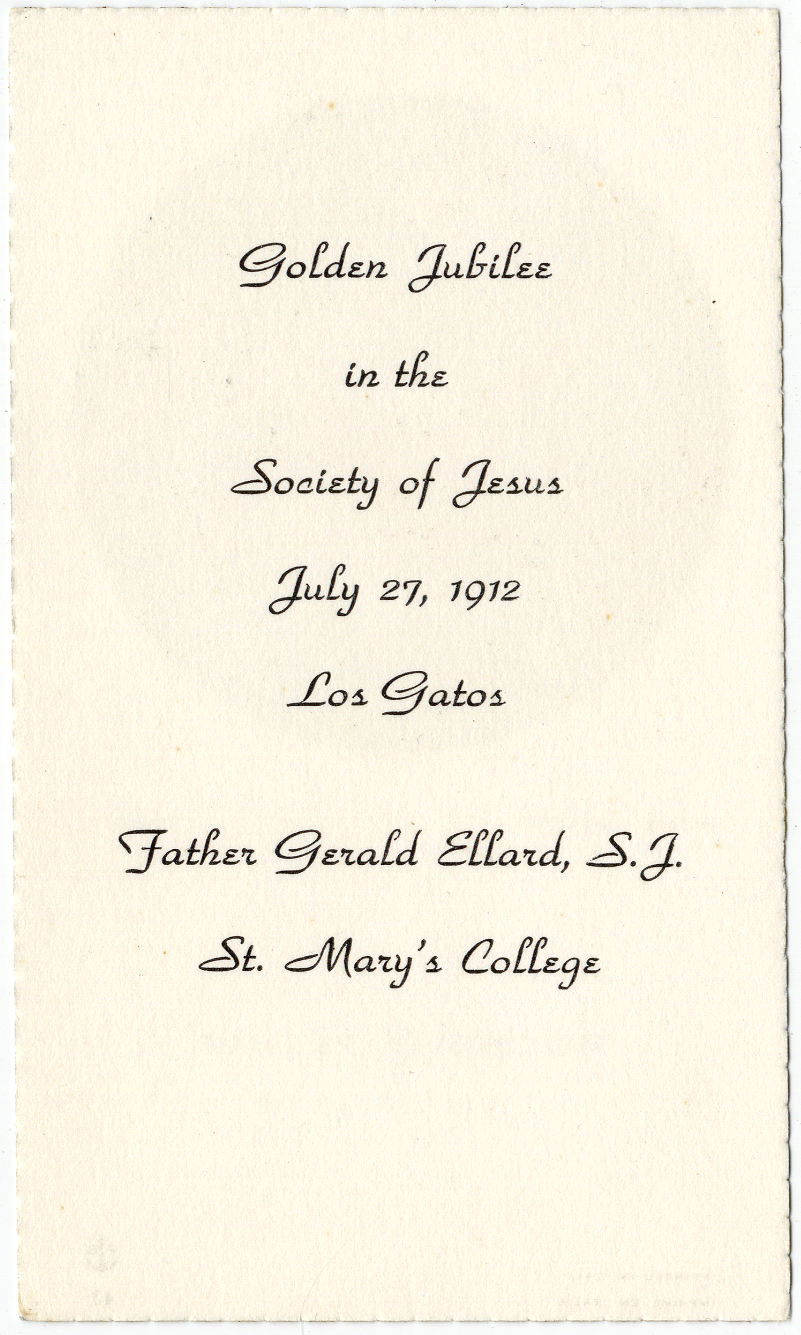 Golden Jubilee
in the
Society of Jesus
July 27, 1912
Los Gatos
Father Gerald Ellard, S.J.
St. Mary's College